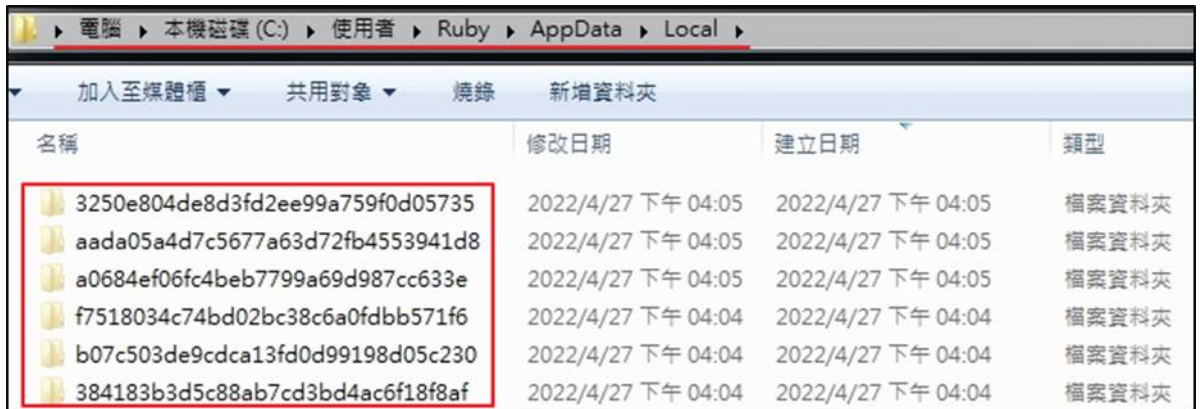 電腦 ▸ 本機磁碟 (C:) ▸ 使用者 ▸ Ruby ▸ AppData ▸ Local ▸
加入至媒體櫃 ▾ 共用對象 ▾ 燒錄 新增資料夾
名稱 修改日期 建立日期 類型
3250e804de8d3fd2ee99a759f0d05735 2022/4/27 下午 04:05 2022/4/27 下午 04:05 檔案資料夾
aada05a4d7c5677a63d72fb4553941d8 2022/4/27 下午 04:05 2022/4/27 下午 04:05 檔案資料夾
a0684ef06fc4beb7799a69d987cc633e 2022/4/27 下午 04:05 2022/4/27 下午 04:05 檔案資料夾
f7518034c74bd02bc38c6a0fdbb571f6 2022/4/27 下午 04:04 2022/4/27 下午 04:04 檔案資料夾
b07c503de9cdca13fd0d99198d05c230 2022/4/27 下午 04:04 2022/4/27 下午 04:04 檔案資料夾
384183b3d5c88ab7cd3bd4ac6f18f8af 2022/4/27 下午 04:04 2022/4/27 下午 04:04 檔案資料夾